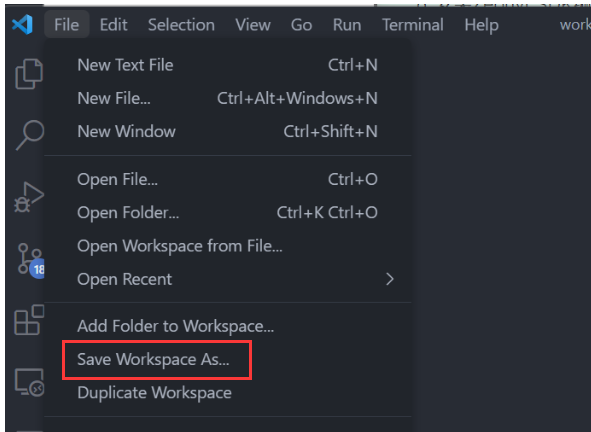 File Edit Selection View Go Run Terminal Help work
New Text File Ctrl+N
New File... Ctrl+Alt+Windows+N
New Window Ctrl+Shift+N
Open File... Ctrl+O
Open Folder... Ctrl+K Ctrl+O
Open Workspace from File...
Open Recent
18
Add Folder to Workspace...
Save Workspace As...
Duplicate Workspace